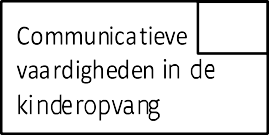 Communicatieve
vaardigheden in de
kinderopvang